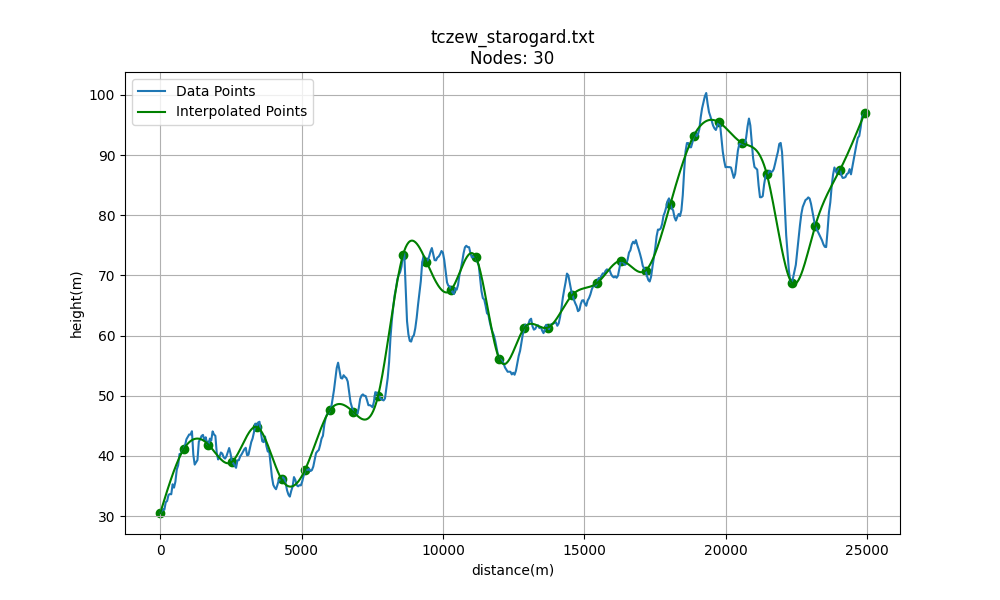 tczew_starogard.txt
Nodes: 30
Data Points
Interpolated Points
height(m)
100
90
80
70
60
50
40
30
0 5000 10000 15000 20000 25000
distance(m)